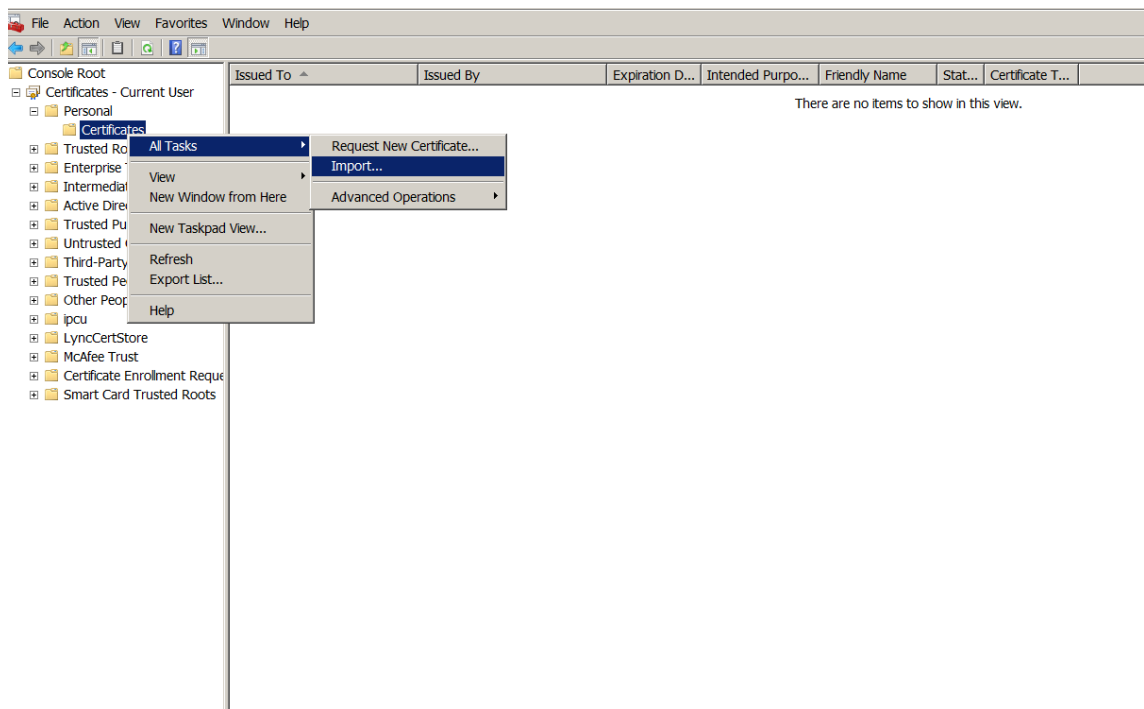 File Action View Favorites Window Help
Console Root
Issued To Issued By Expiration D... Intended Purpo... Friendly Name Stat... Certificate T...
Certificates - Current User
There are no items to show in this view.
Personal
Certificates
Trusted Ro
Enterprise
Intermedia
Active Dire
Trusted Pu
Untrusted
Third-Party
Trusted Pe
Other Peop
ipcu
LyncCertStore
McAfee Trust
Certificate Enrollment Reque
Smart Card Trusted Roots
All Tasks
View
New Window from Here
New Taskpad View...
Refresh
Export List...
Help
Request New Certificate...
Import...
Advanced Operations